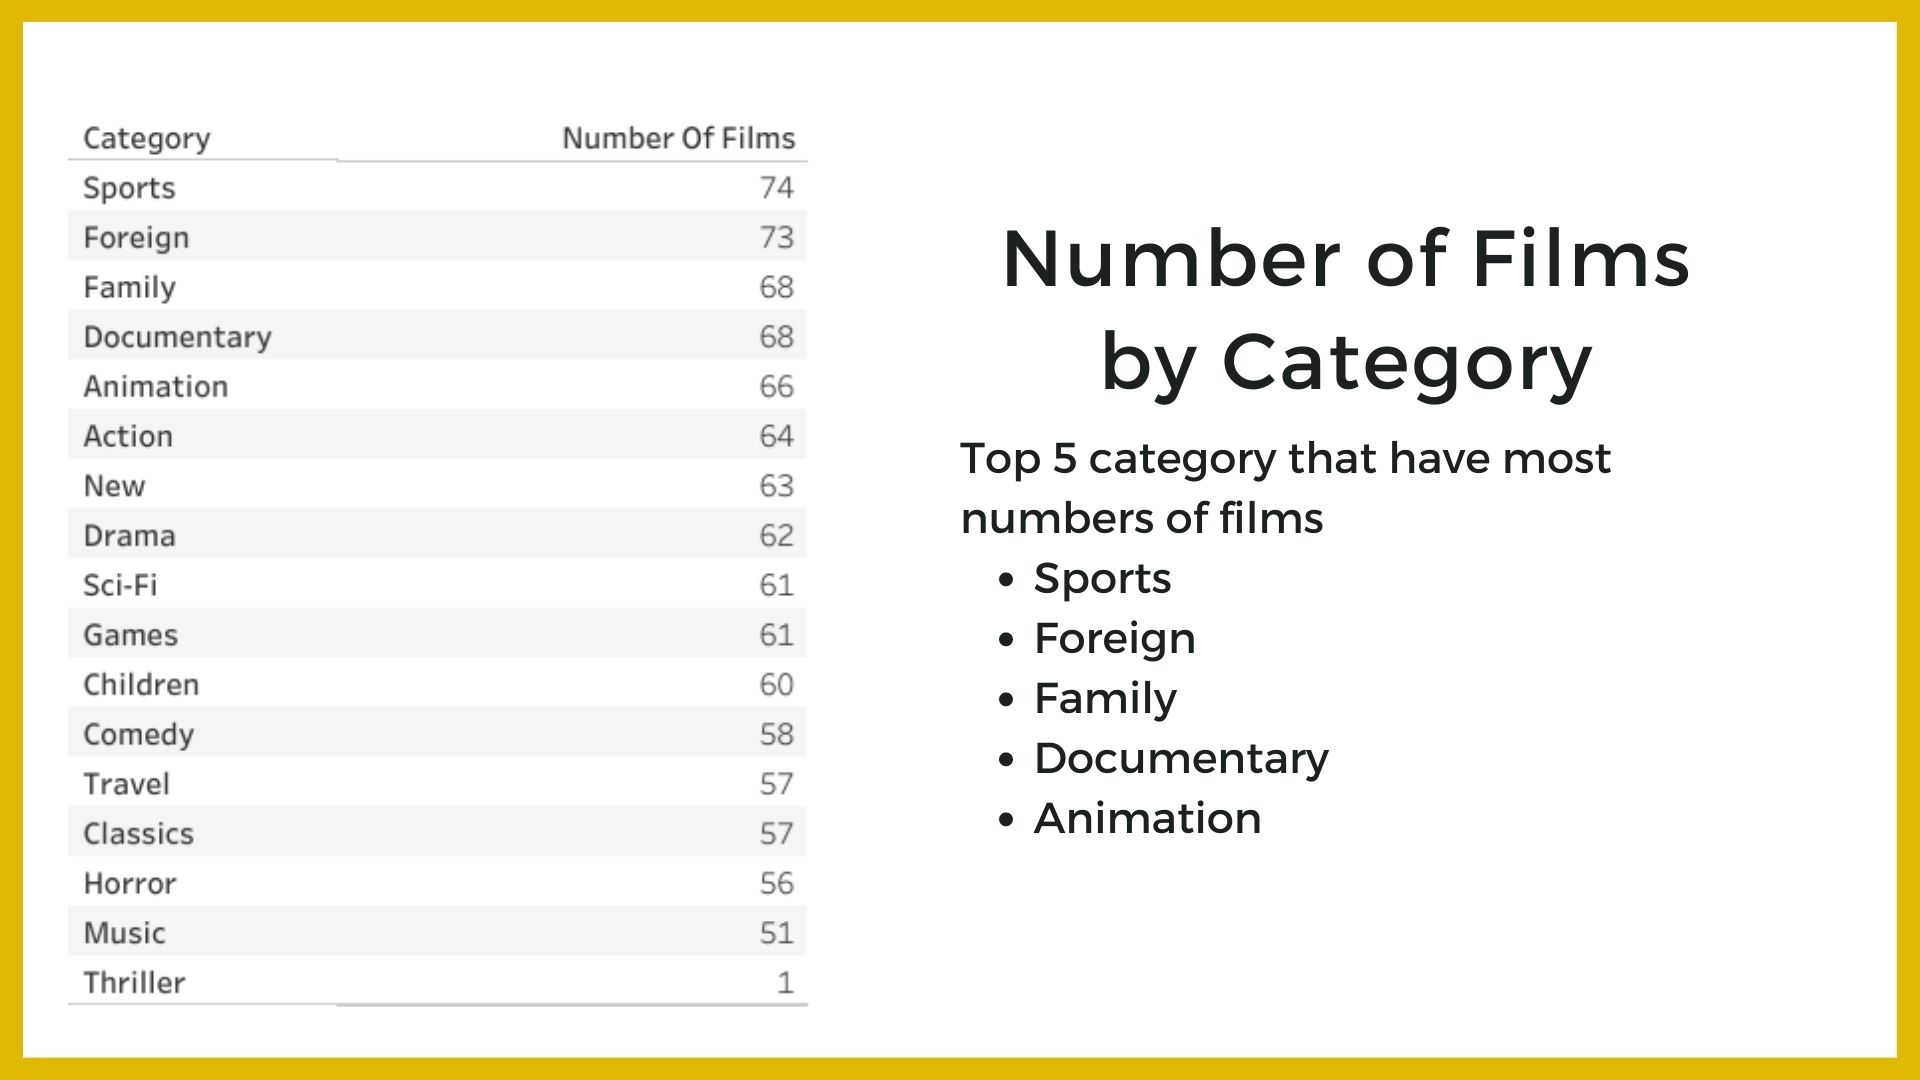 Category Number Of Films
Sports 74
Foreign 73
Family 68
Documentary 68
Animation 66
Action 64
New 63
Drama 62
Sci-Fi 61
Games 61
Children 60
Comedy 58
Travel 57
Classics 57
Horror 56
Music 51
Thriller 1
Number of Films
by Category
Top 5 category that have most
numbers of films
• Sports
• Foreign
• Family
• Documentary
• Animation